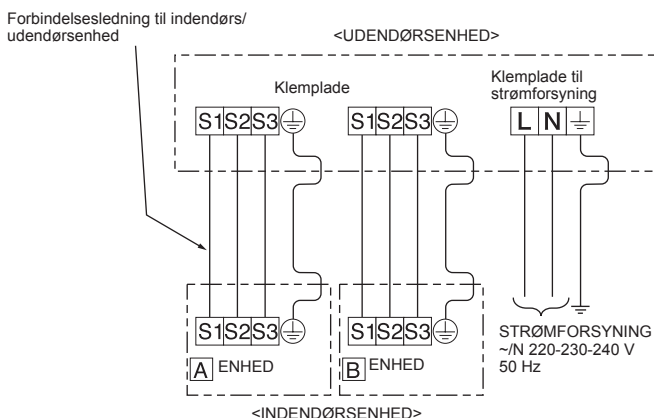 Forbindelsesledning til indendørs/
udendørsenhed
<UDENDØRSENHED>
Klemplade
Klemplade til
strømforsyning
S1 S2 S3
S1 S2 S3
L N
S1 S2 S3
S1 S2 S3
A ENHED
B ENHED
STRØMFORSYNING
~/N 220-230-240 V
50 Hz
<INDENDØRSENHED>